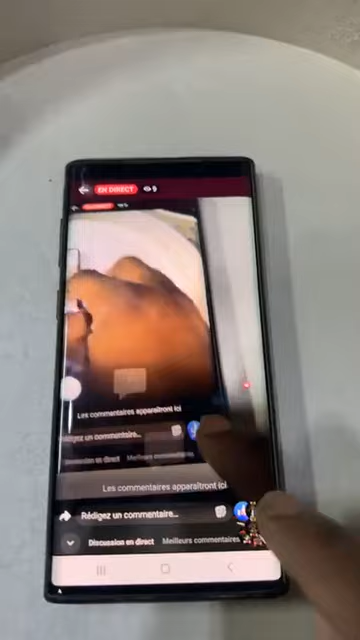 EN DIRECT 9
Les commentaires apparaîtront ici
Rédigez un commentaire...
Discussion en direct Meilleurs commentaires
Les commentaires apparaîtront ici
Rédigez un commentaire...
Discussion en direct Meilleurs commentaires